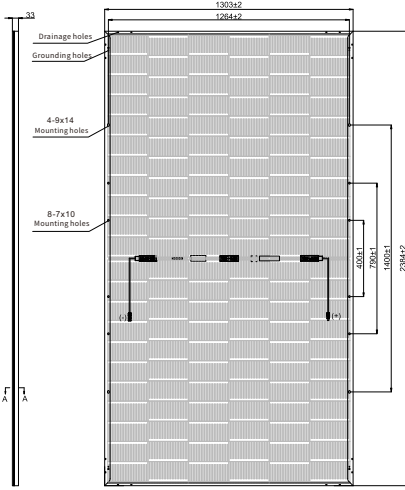 1303±2
33
1264±2
Drainage holes
Grounding holes
4-9x14
Mounting holes
8-7x10
Mounting holes
400±1
790±1
1400±1
2384±2
(-)
(+)
A
A